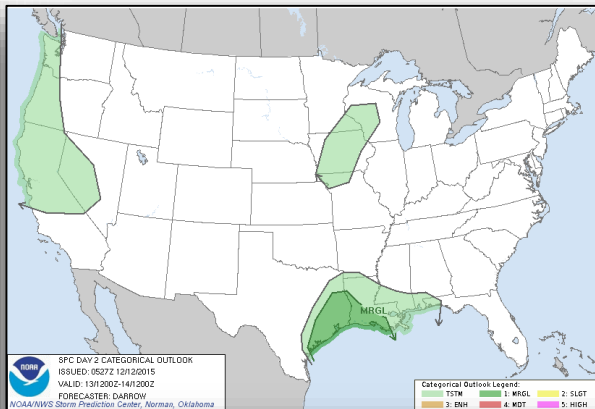 MRGL
NOAA
SPC DAY 2 CATEGORICAL OUTLOOK
ISSUED: 0527Z 12/12/2015
VALID: 13/1200Z-14/1200Z
FORECASTER: DARROW
NOAA/NWS Storm Prediction Center, Norman, Oklahoma
Categorical Outlook Legend:
TSTM 1: MRGL 2: SLGT
3: ENH 4: MDT 5: HIGH